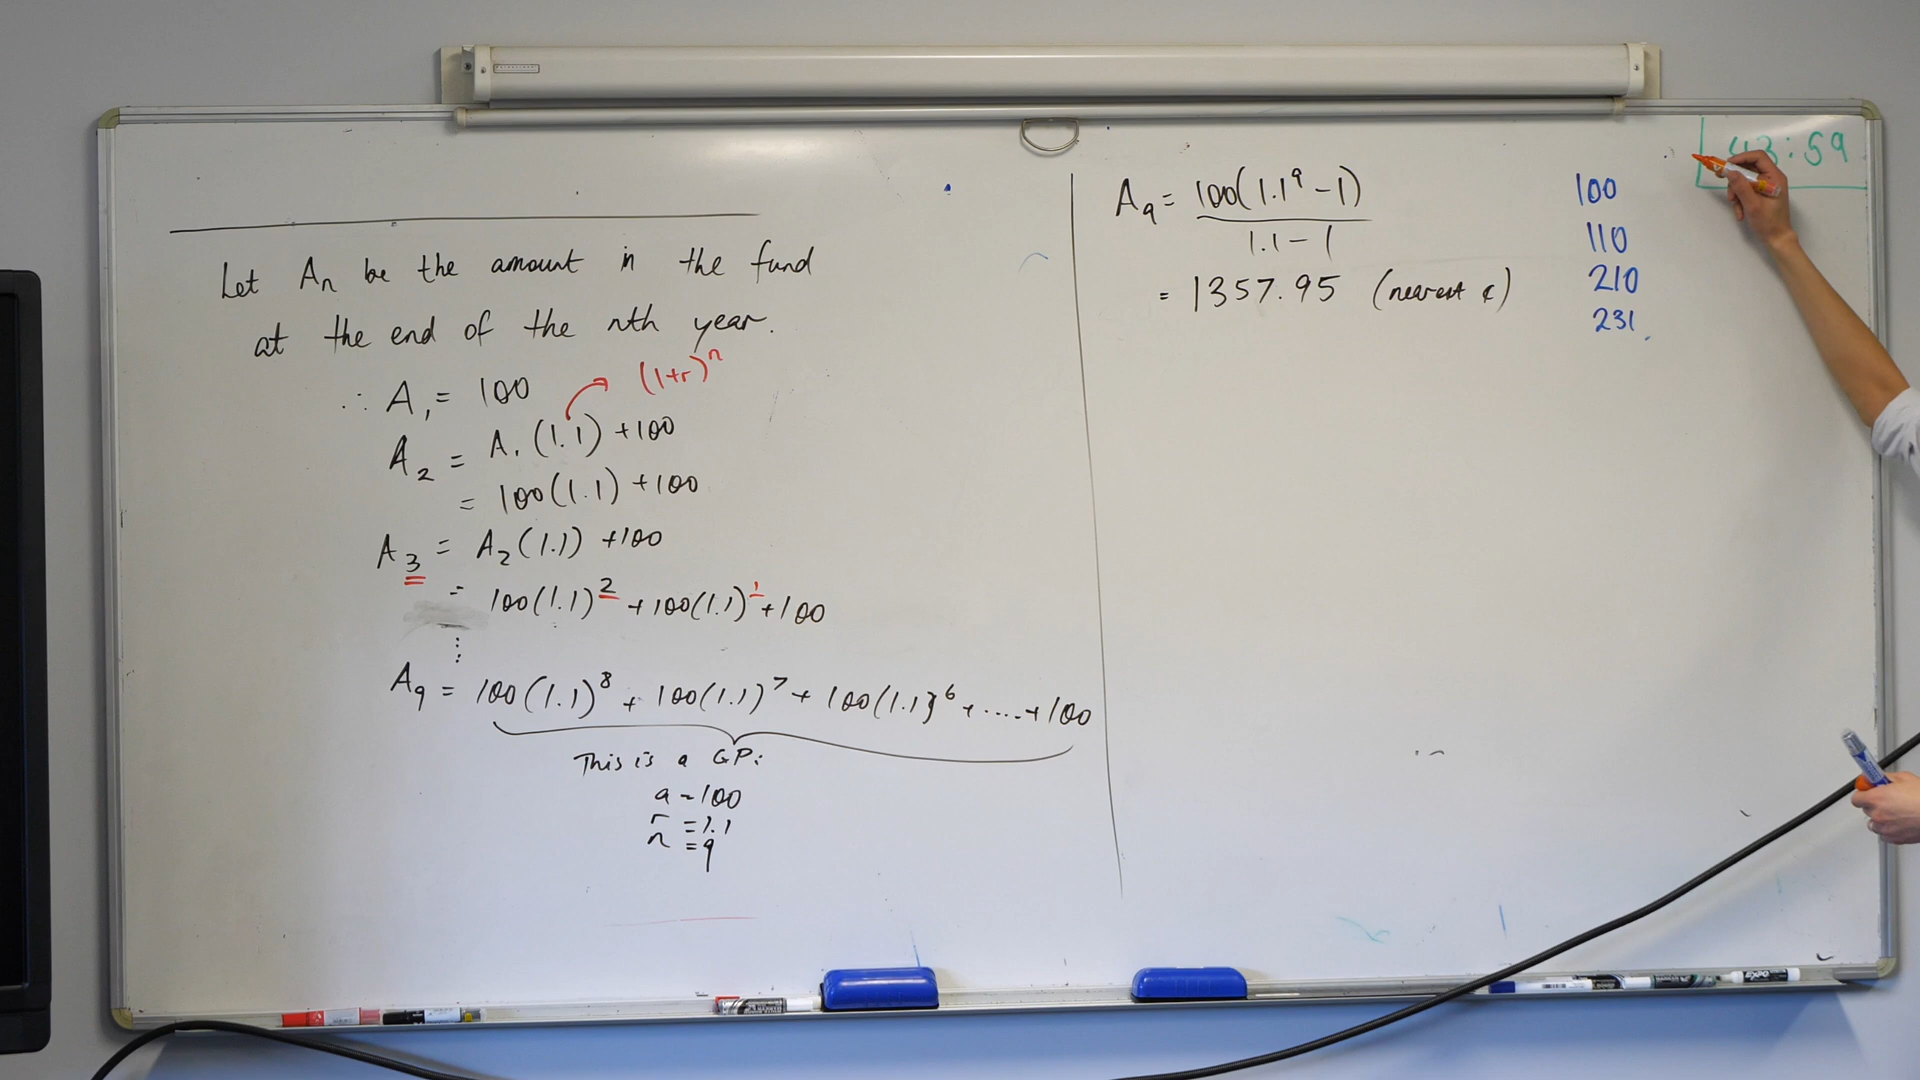 Let An be the amount in the fund
at the end of the nth year.
∴ A₁ = 100
(1+r)ⁿ
A₂ = A₁(1.1) + 100
= 100(1.1) + 100
A₃ = A₂(1.1) + 100
= 100(1.1)² + 100(1.1)¹ + 100
⋮
A₉ = 100(1.1)⁸ + 100(1.1)⁷ + 100(1.1)⁶ + .... + 100
This is a GP:
a = 100
r = 1.1
n = 9
A₉ = 100(1.1⁹ - 1)
1.1 - 1
= 1357.95 (nearest ¢)
100
110
210
231
:59
EXPO